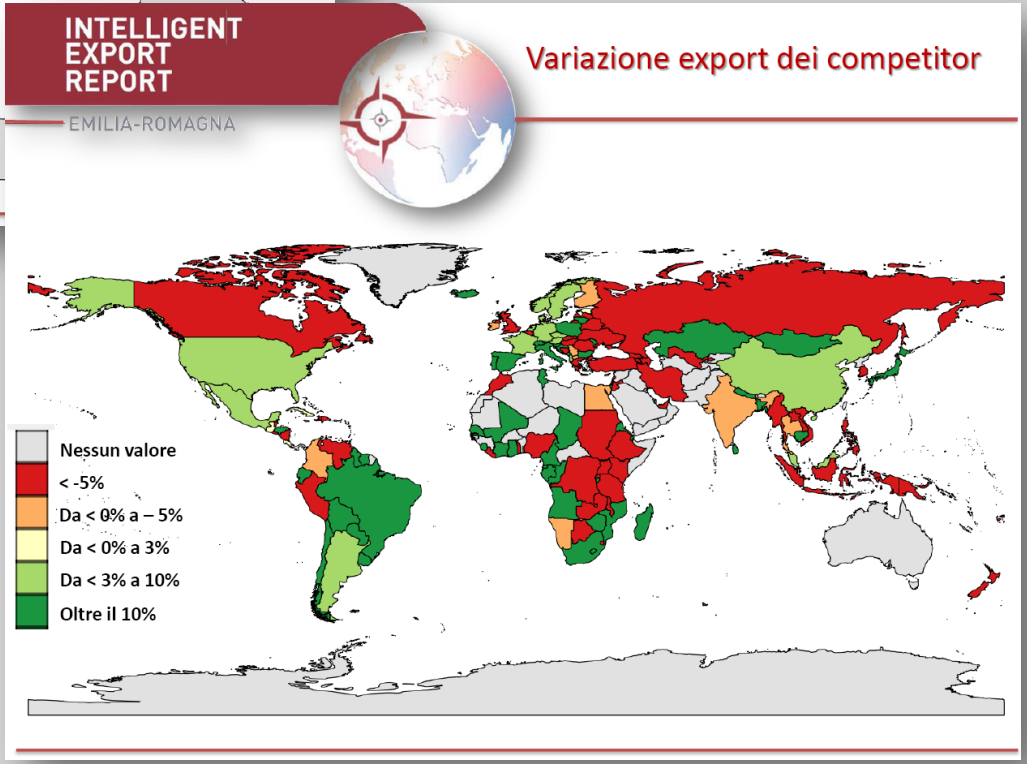 INTELLIGENT
EXPORT
REPORT
EMILIA-ROMAGNA
Variazione export dei competitor
Nessun valore
< -5%
Da < 0% a – 5%
Da < 0% a 3%
Da < 3% a 10%
Oltre il 10%